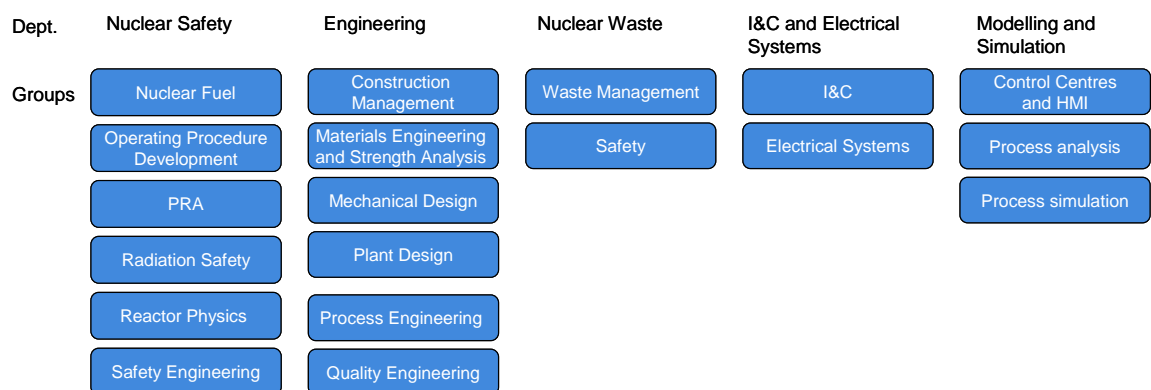 Dept.
Nuclear Safety
Engineering
Nuclear Waste
I&C and Electrical
Systems
Modelling and
Simulation
Groups
Nuclear Fuel
Construction
Management
Waste Management
I&C
Control Centres
and HMI
Operating Procedure
Development
Materials Engineering
and Strength Analysis
Safety
Electrical Systems
Process analysis
PRA
Mechanical Design
Process simulation
Radiation Safety
Plant Design
Reactor Physics
Process Engineering
Safety Engineering
Quality Engineering